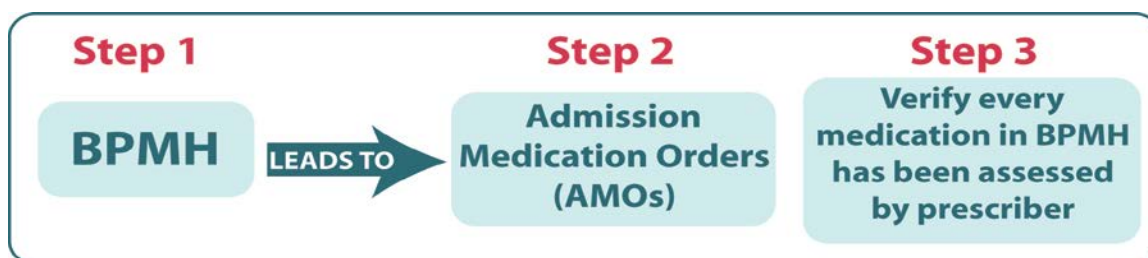 Step 1
BPMH
LEADS TO
Step 2
Admission
Medication Orders
(AMOs)
Step 3
Verify every
medication in BPMH
has been assessed
by prescriber